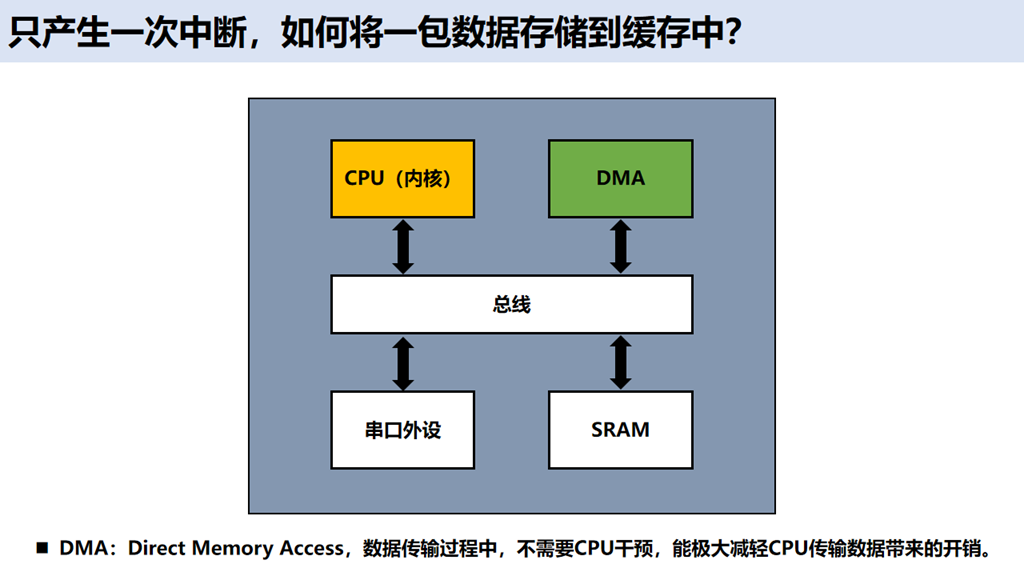 只产生一次中断，如何将一包数据存储到缓存中？
CPU（内核）
DMA
总线
串口外设
SRAM
■ DMA：Direct Memory Access，数据传输过程中，不需要CPU干预，能极大减轻CPU传输数据带来的开销。